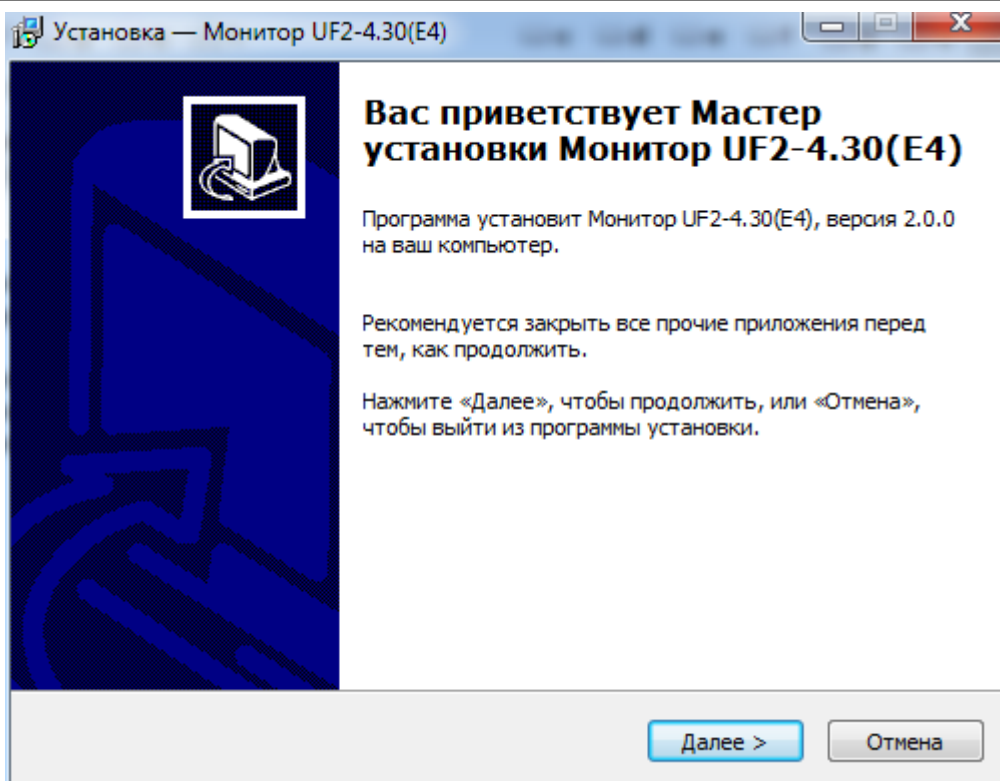 Установка — Монитор UF2-4.30(E4)
Вас приветствует Мастер
установки Монитор UF2-4.30(E4)
Программа установит Монитор UF2-4.30(E4), версия 2.0.0
на ваш компьютер.
Рекомендуется закрыть все прочие приложения перед
тем, как продолжить.
Нажмите «Далее», чтобы продолжить, или «Отмена»,
чтобы выйти из программы установки.
Далее >
Отмена